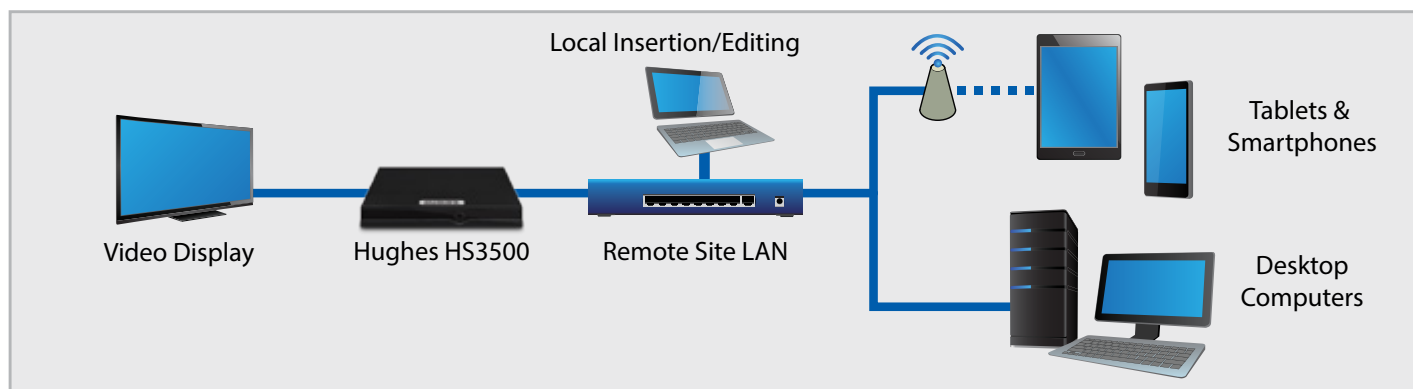 Local Insertion/Editing
Tablets &
Smartphones
Video Display
Hughes HS3500
Remote Site LAN
Desktop
Computers